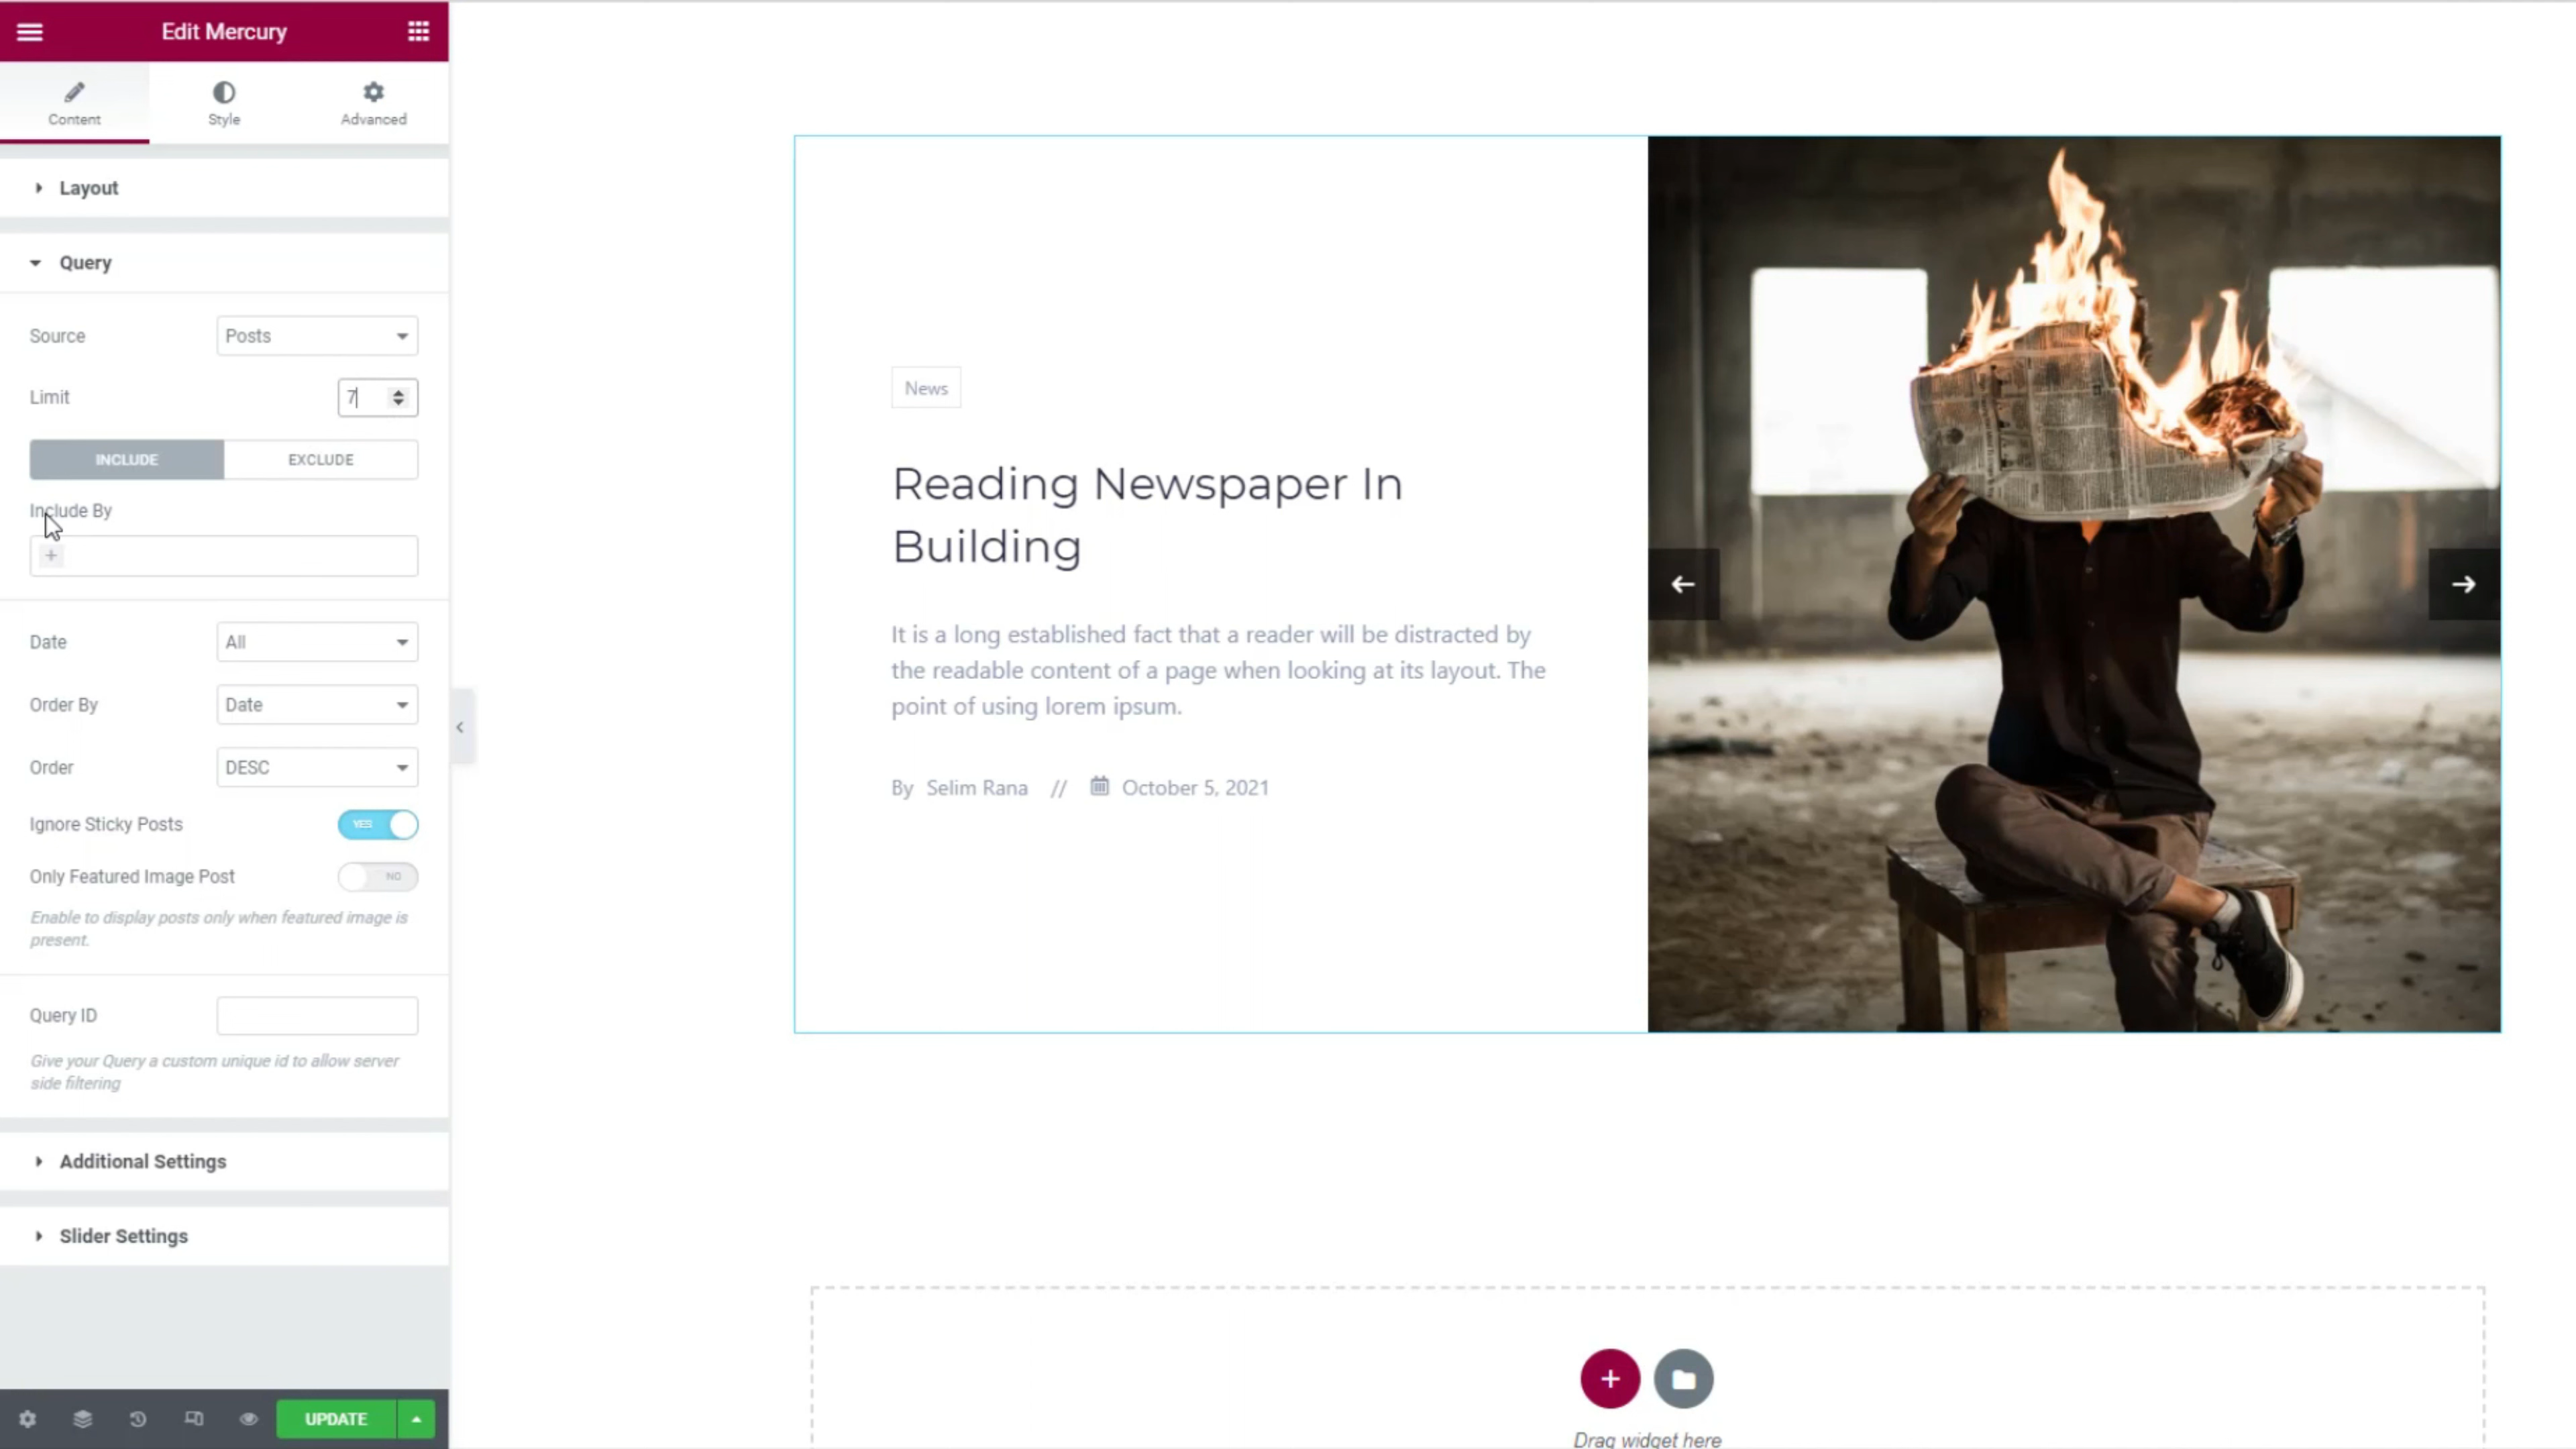 Edit Mercury
Content
Style
Advanced
Layout
Query
Source
Posts
Limit
7
INCLUDE
EXCLUDE
Include By
+
Date
All
Order By
Date
Order
DESC
Ignore Sticky Posts
YES
Only Featured Image Post
NO
Enable to display posts only when featured image is
present.
Query ID
Give your Query a custom unique id to allow server
side filtering
Additional Settings
Slider Settings
UPDATE
News
Reading Newspaper In
Building
It is a long established fact that a reader will be distracted by
the readable content of a page when looking at its layout. The
point of using lorem ipsum.
By Selim Rana // October 5, 2021
Drag widget here